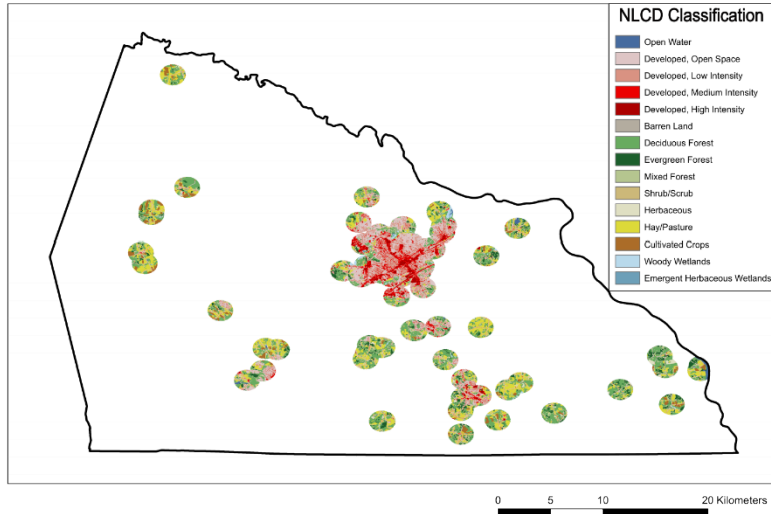 NLCD Classification
Open Water
Developed, Open Space
Developed, Low Intensity
Developed, Medium Intensity
Developed, High Intensity
Barren Land
Deciduous Forest
Evergreen Forest
Mixed Forest
Shrub/Scrub
Herbaceous
Hay/Pasture
Cultivated Crops
Woody Wetlands
Emergent Herbaceous Wetlands
0 5 10 20 Kilometers